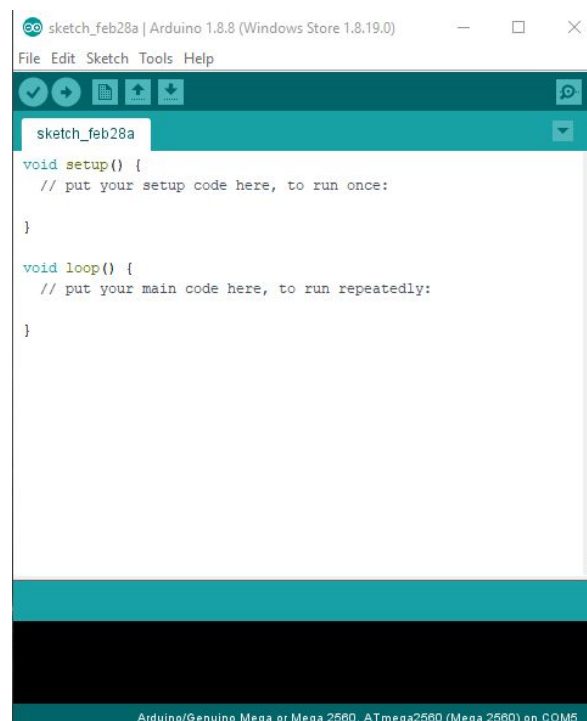 sketch_feb28a | Arduino 1.8.8 (Windows Store 1.8.19.0)
File Edit Sketch Tools Help
sketch_feb28a
void setup() {
  // put your setup code here, to run once:
}
void loop() {
  // put your main code here, to run repeatedly:
}
Arduino/Genuino Mega or Mega 2560, ATmega2560 (Mega 2560) on COM5